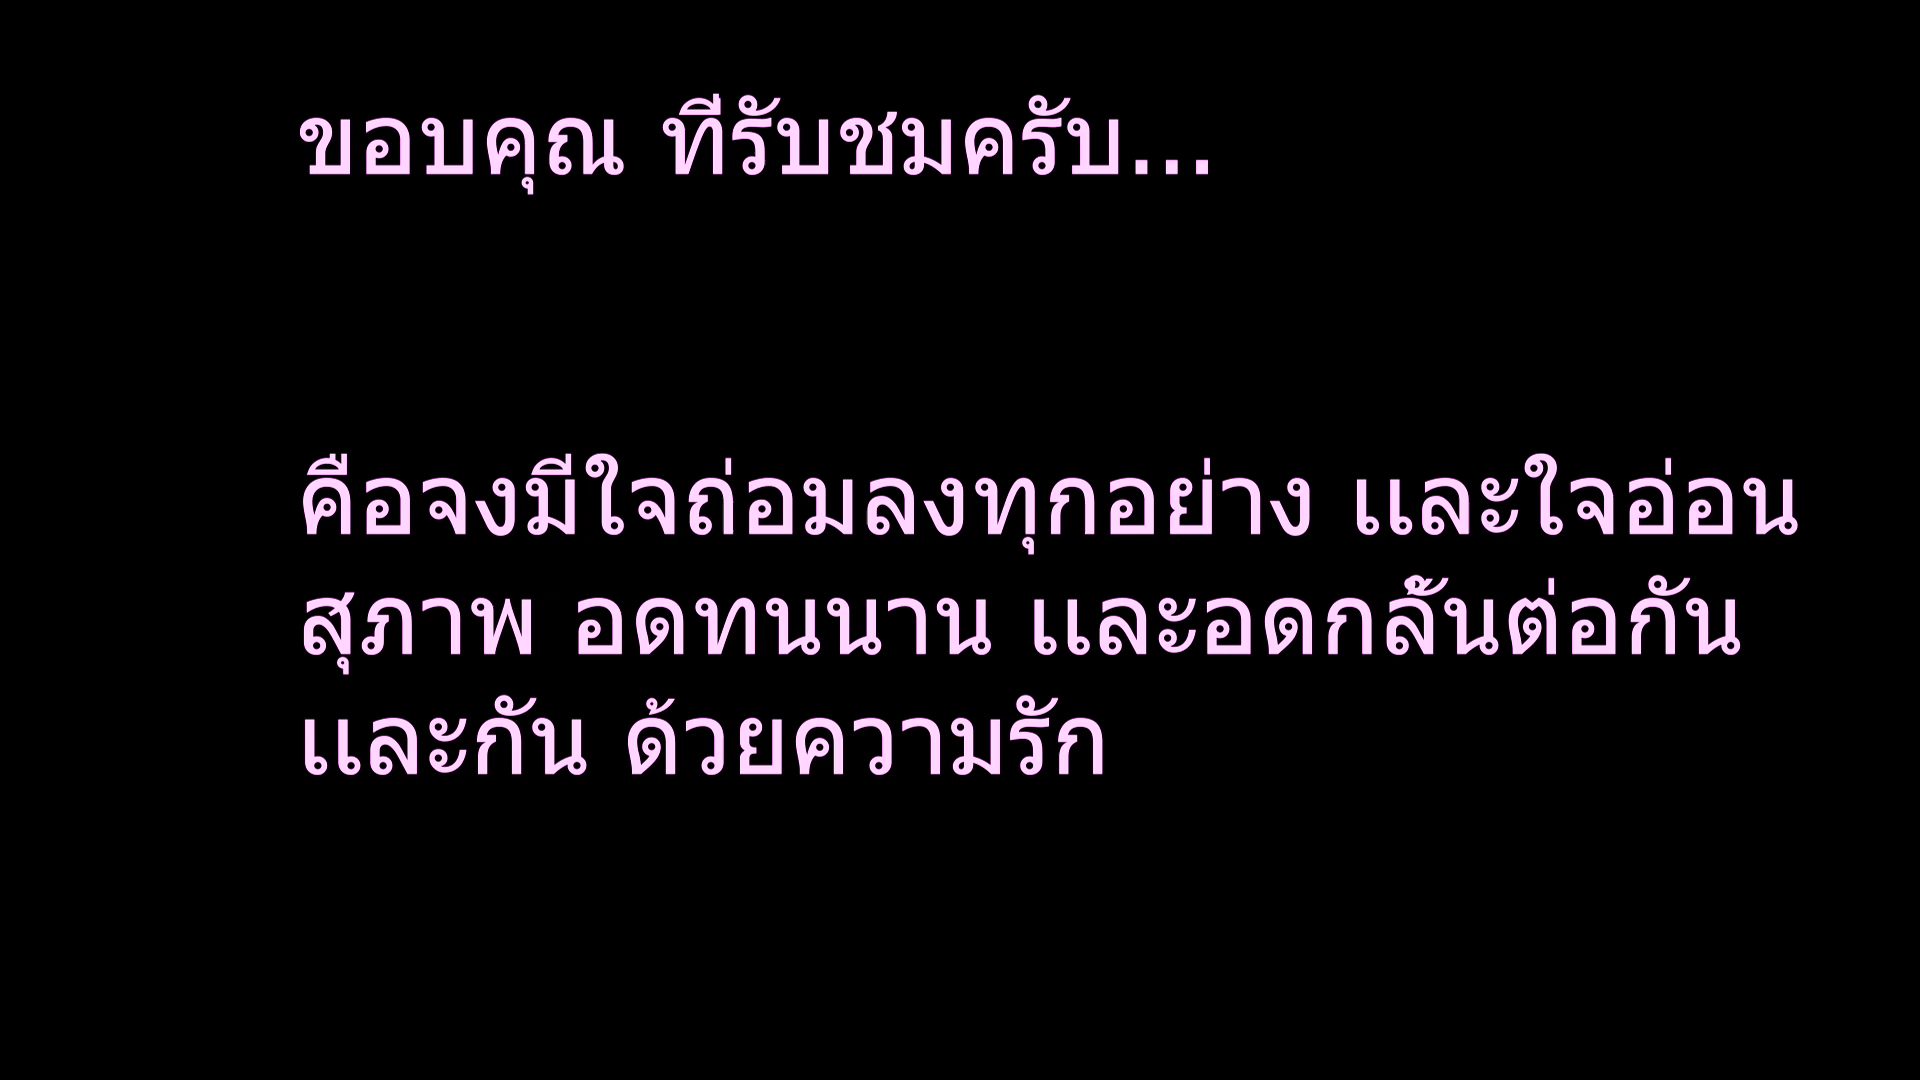 ขอบคุณ ที่รับชมครับ...
คือจงมีใจถ่อมลงทุกอย่าง และใจอ่อน
สุภาพ อดทนนาน และอดกลั้นต่อกัน
และกัน ด้วยความรัก